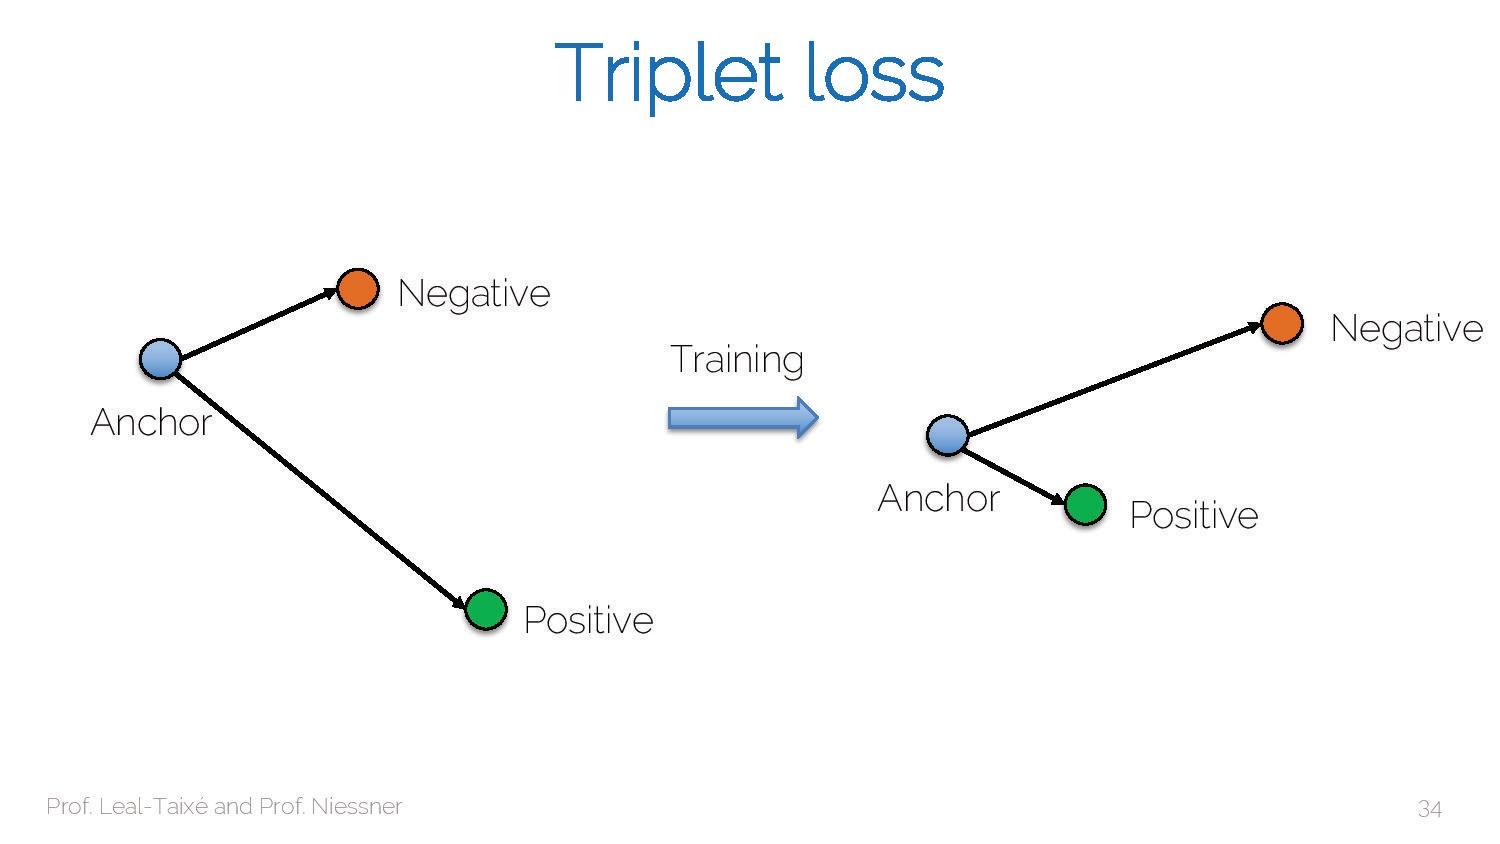 Triplet loss
Negative
Anchor
Positive
Training
Negative
Anchor
Positive
Prof. Leal-Taixé and Prof. Niessner
34